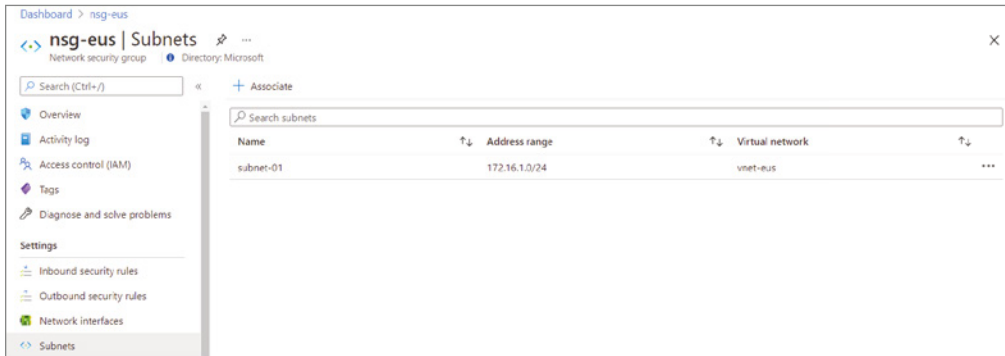 Dashboard > nsg-eus
nsg-eus | Subnets ...
Network security group Directory: Microsoft
Search (Ctrl+/) «
+ Associate
Overview
Activity log
Access control (IAM)
Tags
Diagnose and solve problems
Settings
Inbound security rules
Outbound security rules
Network interfaces
Subnets
Search subnets
Name Address range Virtual network
subnet-01 172.16.1.0/24 vnet-eus ...